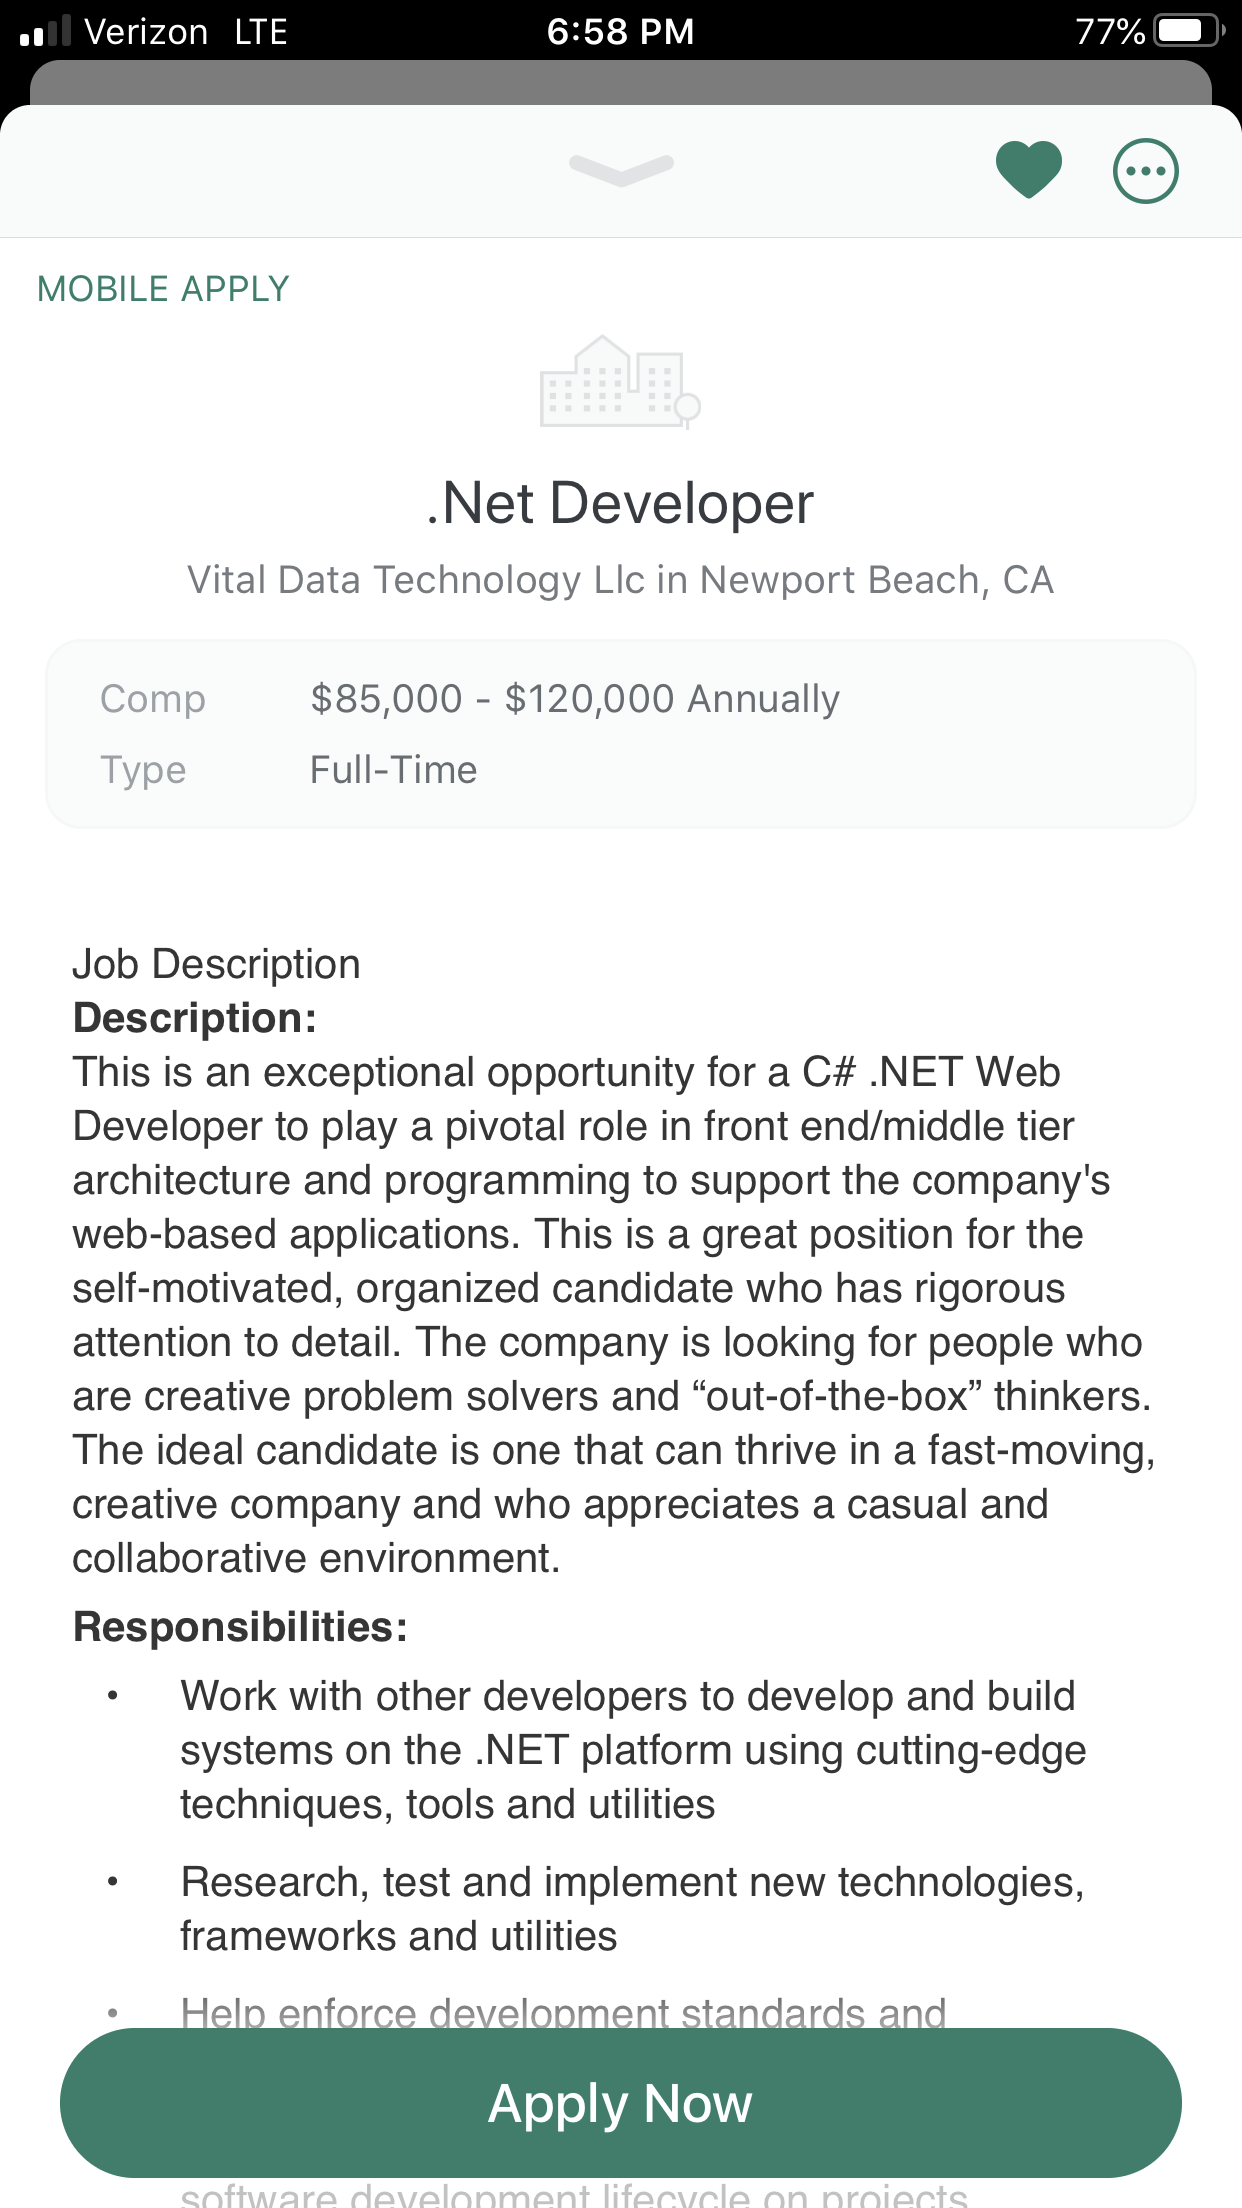 Verizon LTE 6:58 PM 77%
MOBILE APPLY
.Net Developer
Vital Data Technology Llc in Newport Beach, CA
Comp $85,000 - $120,000 Annually
Type Full-Time
Job Description
Description:
This is an exceptional opportunity for a C# .NET Web
Developer to play a pivotal role in front end/middle tier
architecture and programming to support the company's
web-based applications. This is a great position for the
self-motivated, organized candidate who has rigorous
attention to detail. The company is looking for people who
are creative problem solvers and “out-of-the-box” thinkers.
The ideal candidate is one that can thrive in a fast-moving,
creative company and who appreciates a casual and
collaborative environment.
Responsibilities:
• Work with other developers to develop and build
systems on the .NET platform using cutting-edge
techniques, tools and utilities
• Research, test and implement new technologies,
frameworks and utilities
• Help enforce development standards and
Apply Now
software development lifecycle on projects